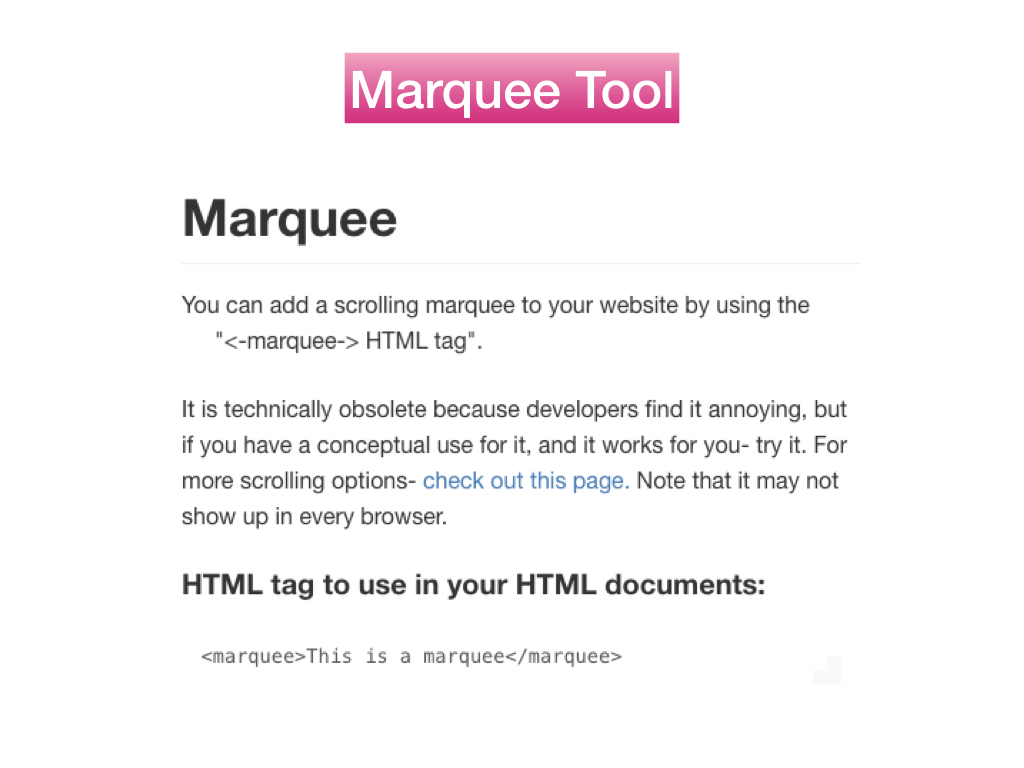 Marquee Tool
Marquee
You can add a scrolling marquee to your website by using the
"<-marquee-> HTML tag".
It is technically obsolete because developers find it annoying, but
if you have a conceptual use for it, and it works for you- try it. For
more scrolling options- check out this page. Note that it may not
show up in every browser.
HTML tag to use in your HTML documents:
<marquee>This is a marquee</marquee>